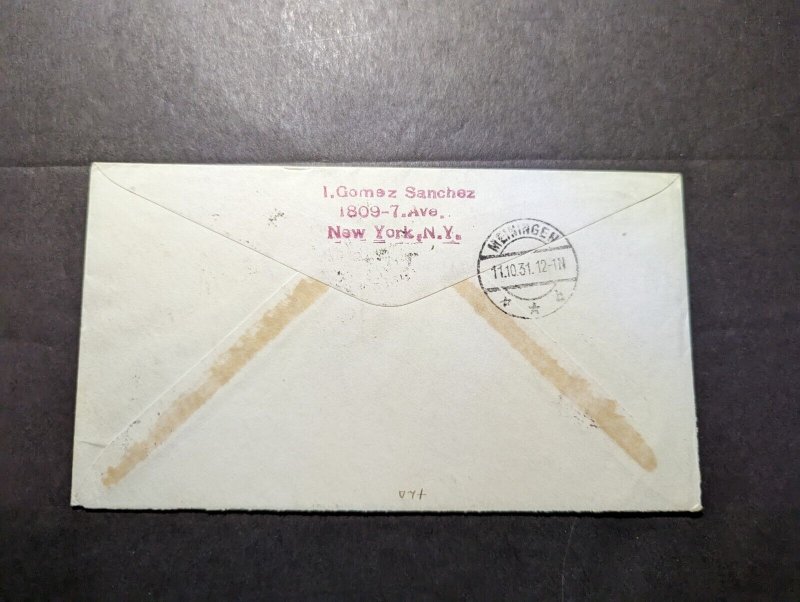 I.Gomez Sanchez
1809-7.Ave.
New York, N.Y.
MEININGEN
11.10.31.12-1N